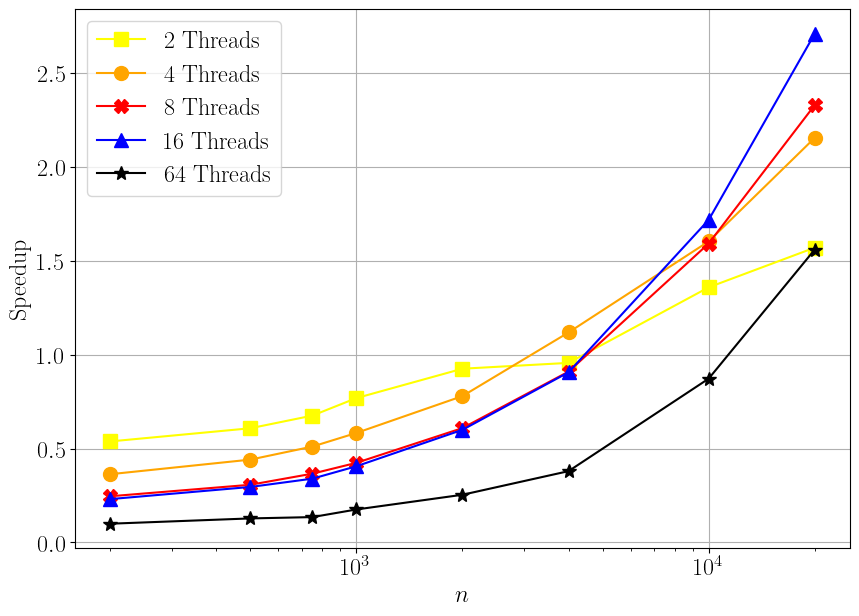 2 Threads
4 Threads
8 Threads
16 Threads
64 Threads
2.5
2.0
1.5
1.0
0.5
0.0
Speedup
10³
10⁴
n